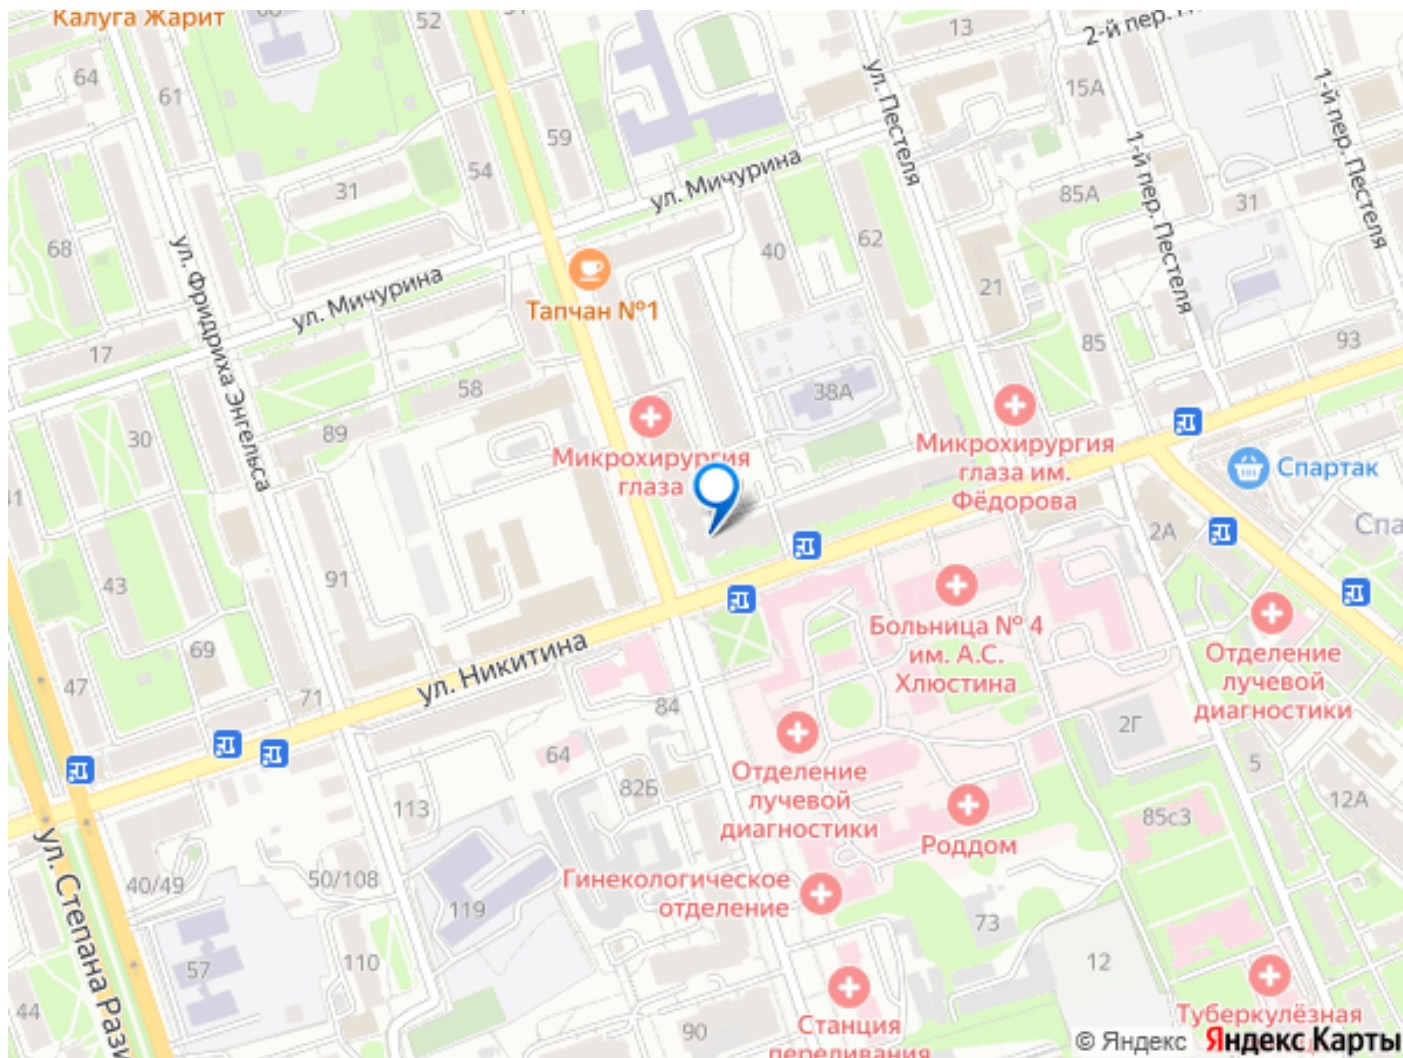 Калуга Жарит
52
13
2-й пер.
64
61
59
15А
1-й пер. Пестеля
ул. Пестеля
54
ул. Мичурина
31
85А
31
1-й пер. Пестеля
68
ул. Фридриха Энгельса
40
62
21
ул. Мичурина
Тапчан №1
17
58
38А
85
93
30
89
Микрохирургия
глаза
Микрохирургия
глаза им.
Фёдорова
Спартак
41
43
91
2А
Спа
Больница № 4
им. А.С.
Хлюстина
Отделение
лучевой
диагностики
69
47
71
ул. Никитина
84
64
82Б
2Г
5
12А
Отделение
лучевой
диагностики
Роддом
113
85с3
ул. Степана Рази
40/49
50/108
119
Гинекологическое
отделение
73
57
110
12
44
90
Станция
переливания
Туберкулёзная
© Яндекс Яндекс Карты